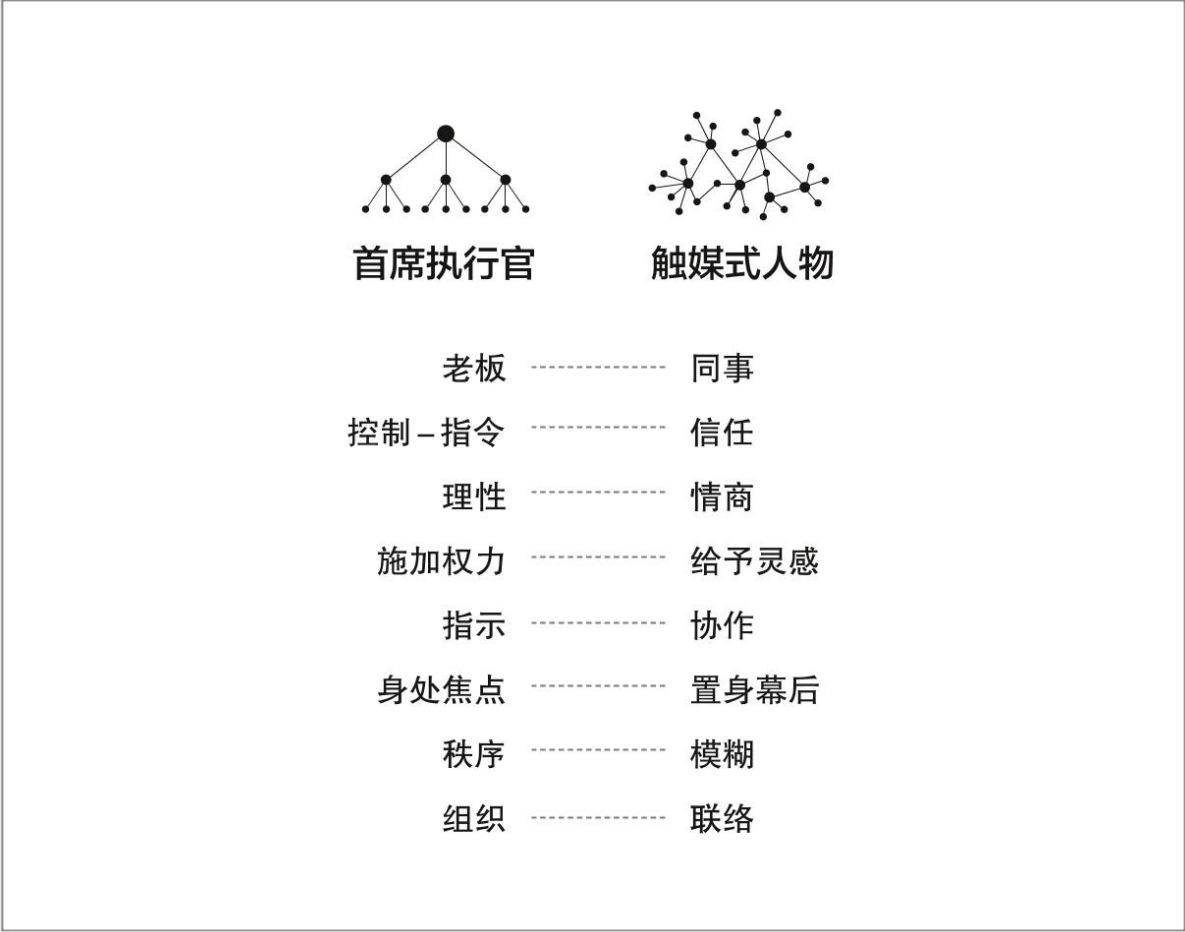 首席执行官 触媒式人物
老板 同事
控制–指令 信任
理性 情商
施加权力 给予灵感
指示 协作
身处焦点 置身幕后
秩序 模糊
组织 联络